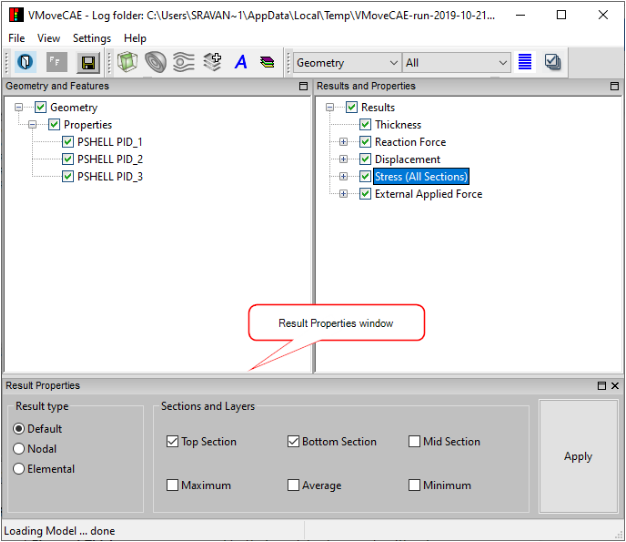 VMoveCAE - Log folder: C:\Users\SRAVAN~1\AppData\Local\Temp\VMoveCAE-run-2019-10-21...
File View Settings Help
A Geometry All
Geometry and Features
Geometry
Properties
PSHELL PID_1
PSHELL PID_2
PSHELL PID_3
Results and Properties
Results
Thickness
Reaction Force
Displacement
Stress (All Sections)
External Applied Force
Result Properties window
Result Properties
Result type
Default
Nodal
Elemental
Sections and Layers
Top Section Bottom Section Mid Section
Maximum Average Minimum
Apply
Loading Model ... done